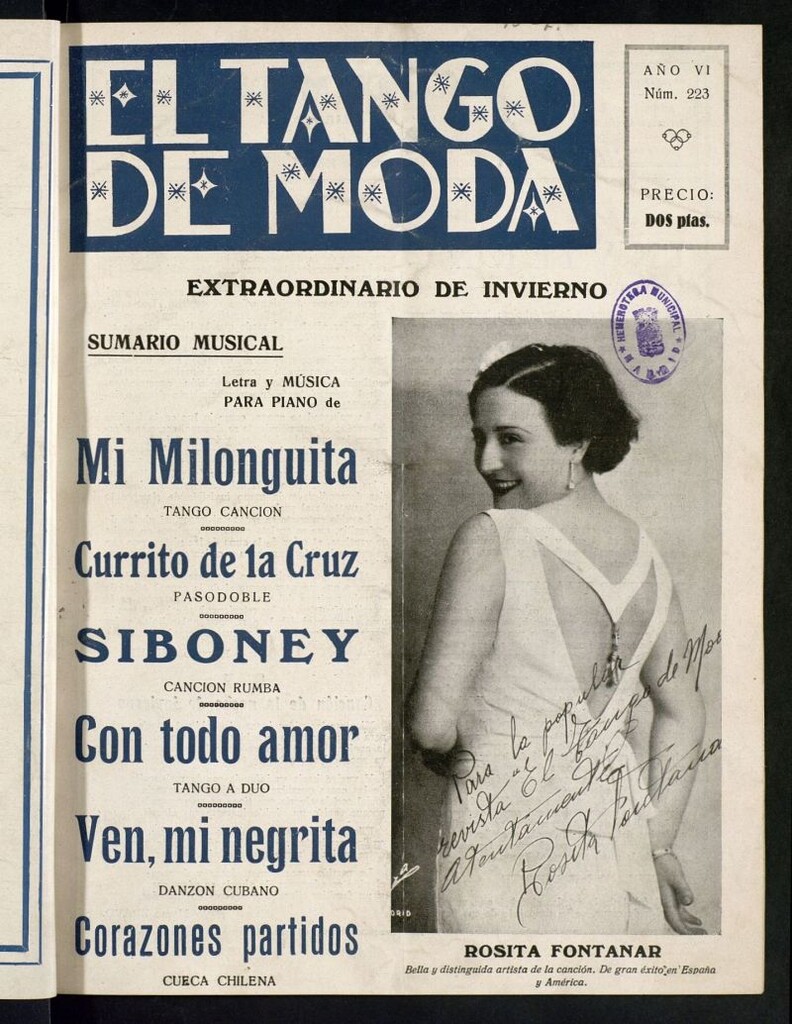 EL TANGO
DE MODA
AÑO VI
Núm. 223
PRECIO:
DOS ptas.
EXTRAORDINARIO DE INVIERNO
HEMEROTECA MUNICIPAL
MADRID
SUMARIO MUSICAL
Letra y MÚSICA
PARA PIANO de
Mi Milonguita
TANGO CANCION
Currito de la Cruz
PASODOBLE
SIBONEY
CANCION RUMBA
Con todo amor
TANGO A DUO
Ven, mi negrita
DANZON CUBANO
Corazones partidos
CUECA CHILENA
Para la popular
revista "El Tango de Mo
Atentamente
Rosita Fontana
ROSITA FONTANAR
Bella y distinguida artista de la canción. De gran éxito en España
y América.